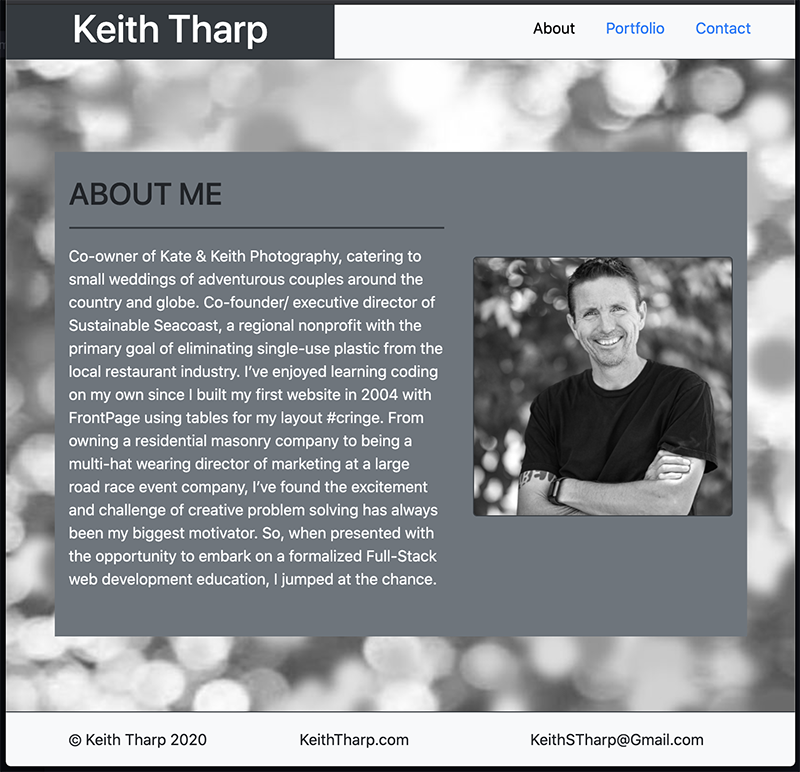 Keith Tharp
About Portfolio Contact
ABOUT ME
Co-owner of Kate & Keith Photography, catering to
small weddings of adventurous couples around the
country and globe. Co-founder/ executive director of
Sustainable Seacoast, a regional nonprofit with the
primary goal of eliminating single-use plastic from the
local restaurant industry. I’ve enjoyed learning coding
on my own since I built my first website in 2004 with
FrontPage using tables for my layout #cringe. From
owning a residential masonry company to being a
multi-hat wearing director of marketing at a large
road race event company, I’ve found the excitement
and challenge of creative problem solving has always
been my biggest motivator. So, when presented with
the opportunity to embark on a formalized Full-Stack
web development education, I jumped at the chance.
© Keith Tharp 2020 KeithTharp.com KeithSTharp@Gmail.com